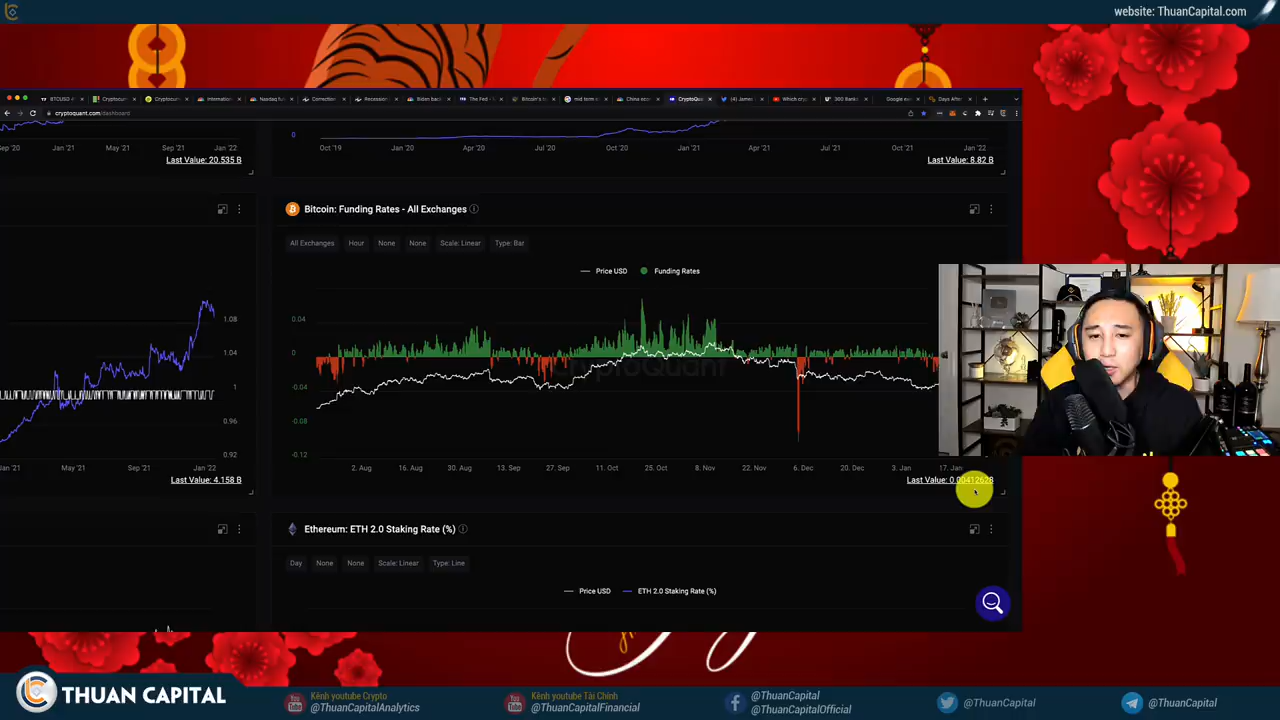 website: ThuanCapital.com
cryptoquant.com/dashboard
0
Sep '20 Jan '21 May '21 Sep '21 Jan '22
Oct '19 Jan '20 Apr '20 Jul '20 Oct '20 Jan '21 Apr '21 Jul '21 Oct '21 Jan '22
Last Value: 20.535 B
Last Value: 8.82 B
Bitcoin: Funding Rates - All Exchanges
All Exchanges Hour None None Scale: Linear Type: Bar
Price USD Funding Rates
1.08
1.04
1
0.96
0.92
0.04
0
-0.04
-0.08
-0.12
CryptoQuant
Jan '21 May '21 Sep '21 Jan '22
2. Aug 16. Aug 30. Aug 13. Sep 27. Sep 11. Oct 25. Oct 8. Nov 22. Nov 6. Dec 20. Dec 3. Jan 17. Jan
Last Value: 4.158 B
Last Value: 0.00412628
Ethereum: ETH 2.0 Staking Rate (%)
Day None None Scale: Linear Type: Line
Price USD ETH 2.0 Staking Rate (%)
THUAN CAPITAL
Kênh youtube Crypto
@ThuanCapitalAnalytics
Kênh youtube Tài Chính
@ThuanCapitalFinancial
@ThuanCapital
@ThuanCapitalOfficial
@ThuanCapital
@ThuanCapital